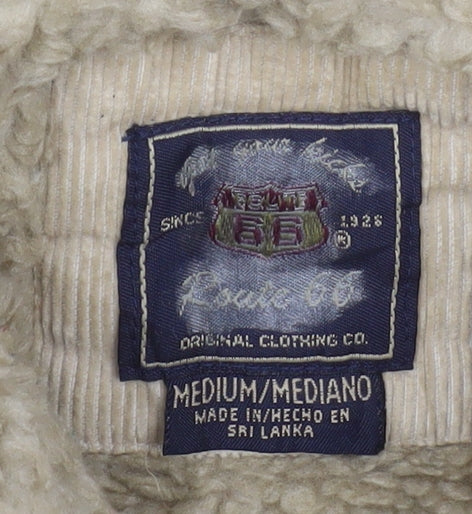 get your kicks
SINCE 1926
ROUTE
66
®
Route 66
ORIGINAL CLOTHING CO.
MEDIUM/MEDIANO
MADE IN/HECHO EN
SRI LANKA